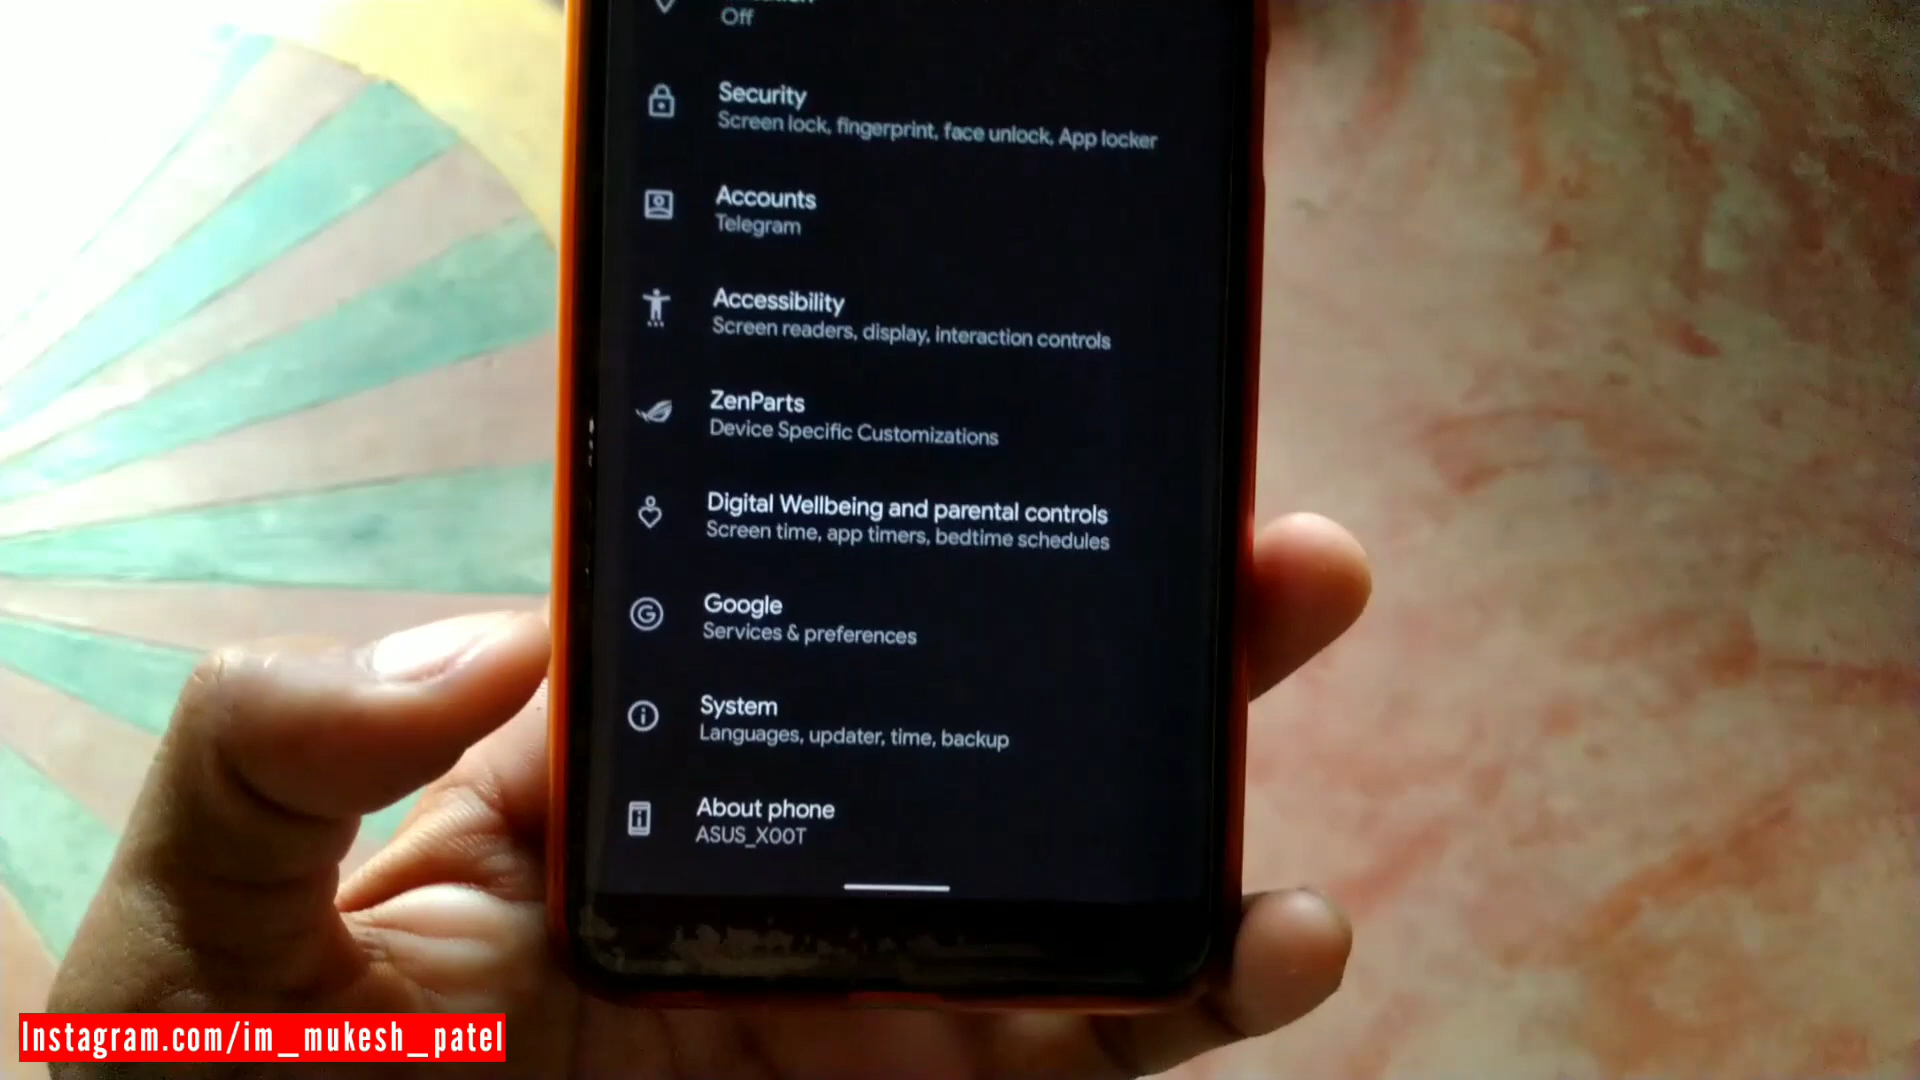 Off
Security
Screen lock, fingerprint, face unlock, App locker
Accounts
Telegram
Accessibility
Screen readers, display, interaction controls
ZenParts
Device Specific Customizations
Digital Wellbeing and parental controls
Screen time, app timers, bedtime schedules
Google
Services & preferences
System
Languages, updater, time, backup
About phone
ASUS_X00T
Instagram.com/im_mukesh_patel